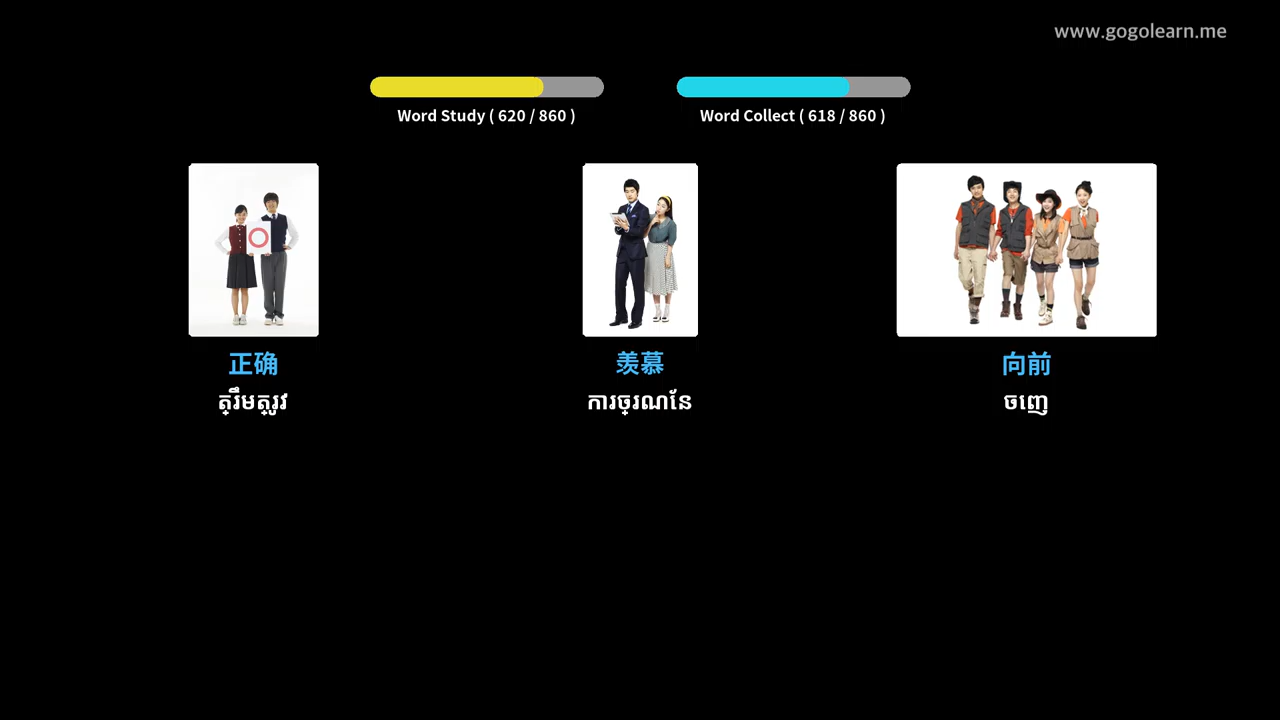 www.gogolearn.me
Word Study ( 620 / 860 )
Word Collect ( 618 / 860 )
正确
羡慕
向前
ត្រឹមត្រូវ
ការច្រណែន
ចេញ